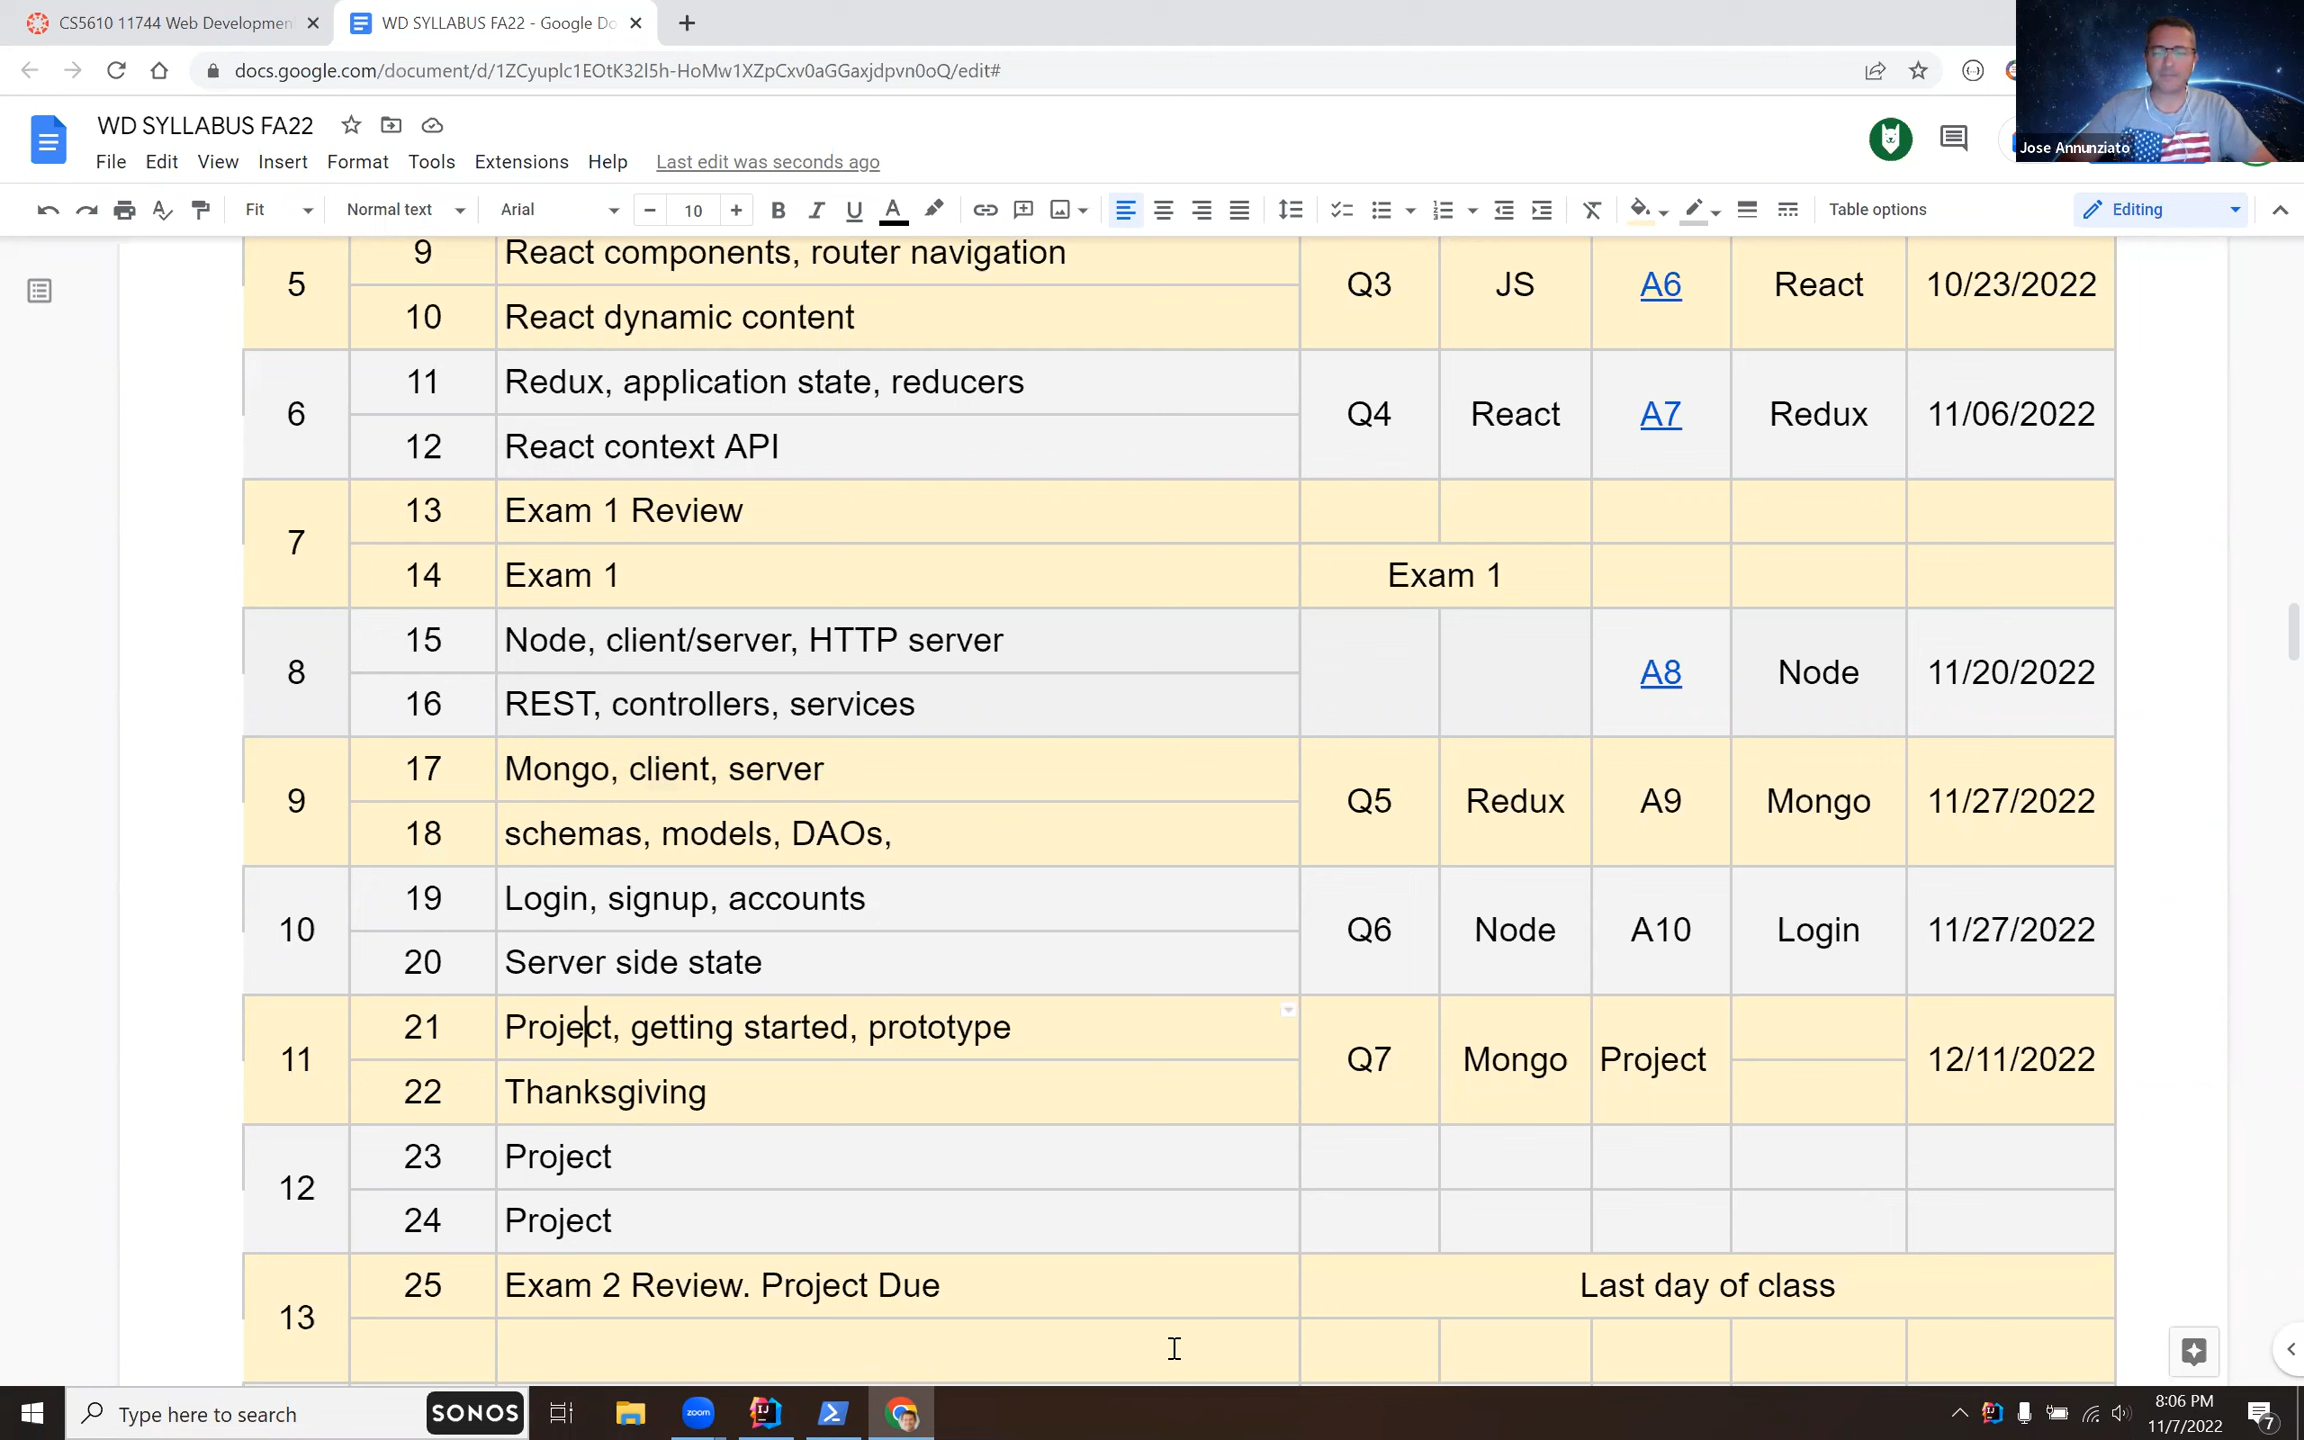 CS5610 11744 Web Developmen
WD SYLLABUS FA22 - Google Do
docs.google.com/document/d/1ZCyuplc1EOtK32l5h-HoMw1XZpCxv0aGGaxjdpvn0oQ/edit#
WD SYLLABUS FA22
File Edit View Insert Format Tools Extensions Help Last edit was seconds ago
Jose Annunziato
Fit Normal text Arial 10 Table options Editing
5 9 React components, router navigation Q3 JS A6 React 10/23/2022
10 React dynamic content
6 11 Redux, application state, reducers Q4 React A7 Redux 11/06/2022
12 React context API
7 13 Exam 1 Review
14 Exam 1 Exam 1
8 15 Node, client/server, HTTP server A8 Node 11/20/2022
16 REST, controllers, services
9 17 Mongo, client, server Q5 Redux A9 Mongo 11/27/2022
18 schemas, models, DAOs,
10 19 Login, signup, accounts Q6 Node A10 Login 11/27/2022
20 Server side state
11 21 Project, getting started, prototype Q7 Mongo Project 12/11/2022
22 Thanksgiving
12 23 Project
24 Project
13 25 Exam 2 Review. Project Due Last day of class
Type here to search SONOS zoom 8:06 PM
11/7/2022 7